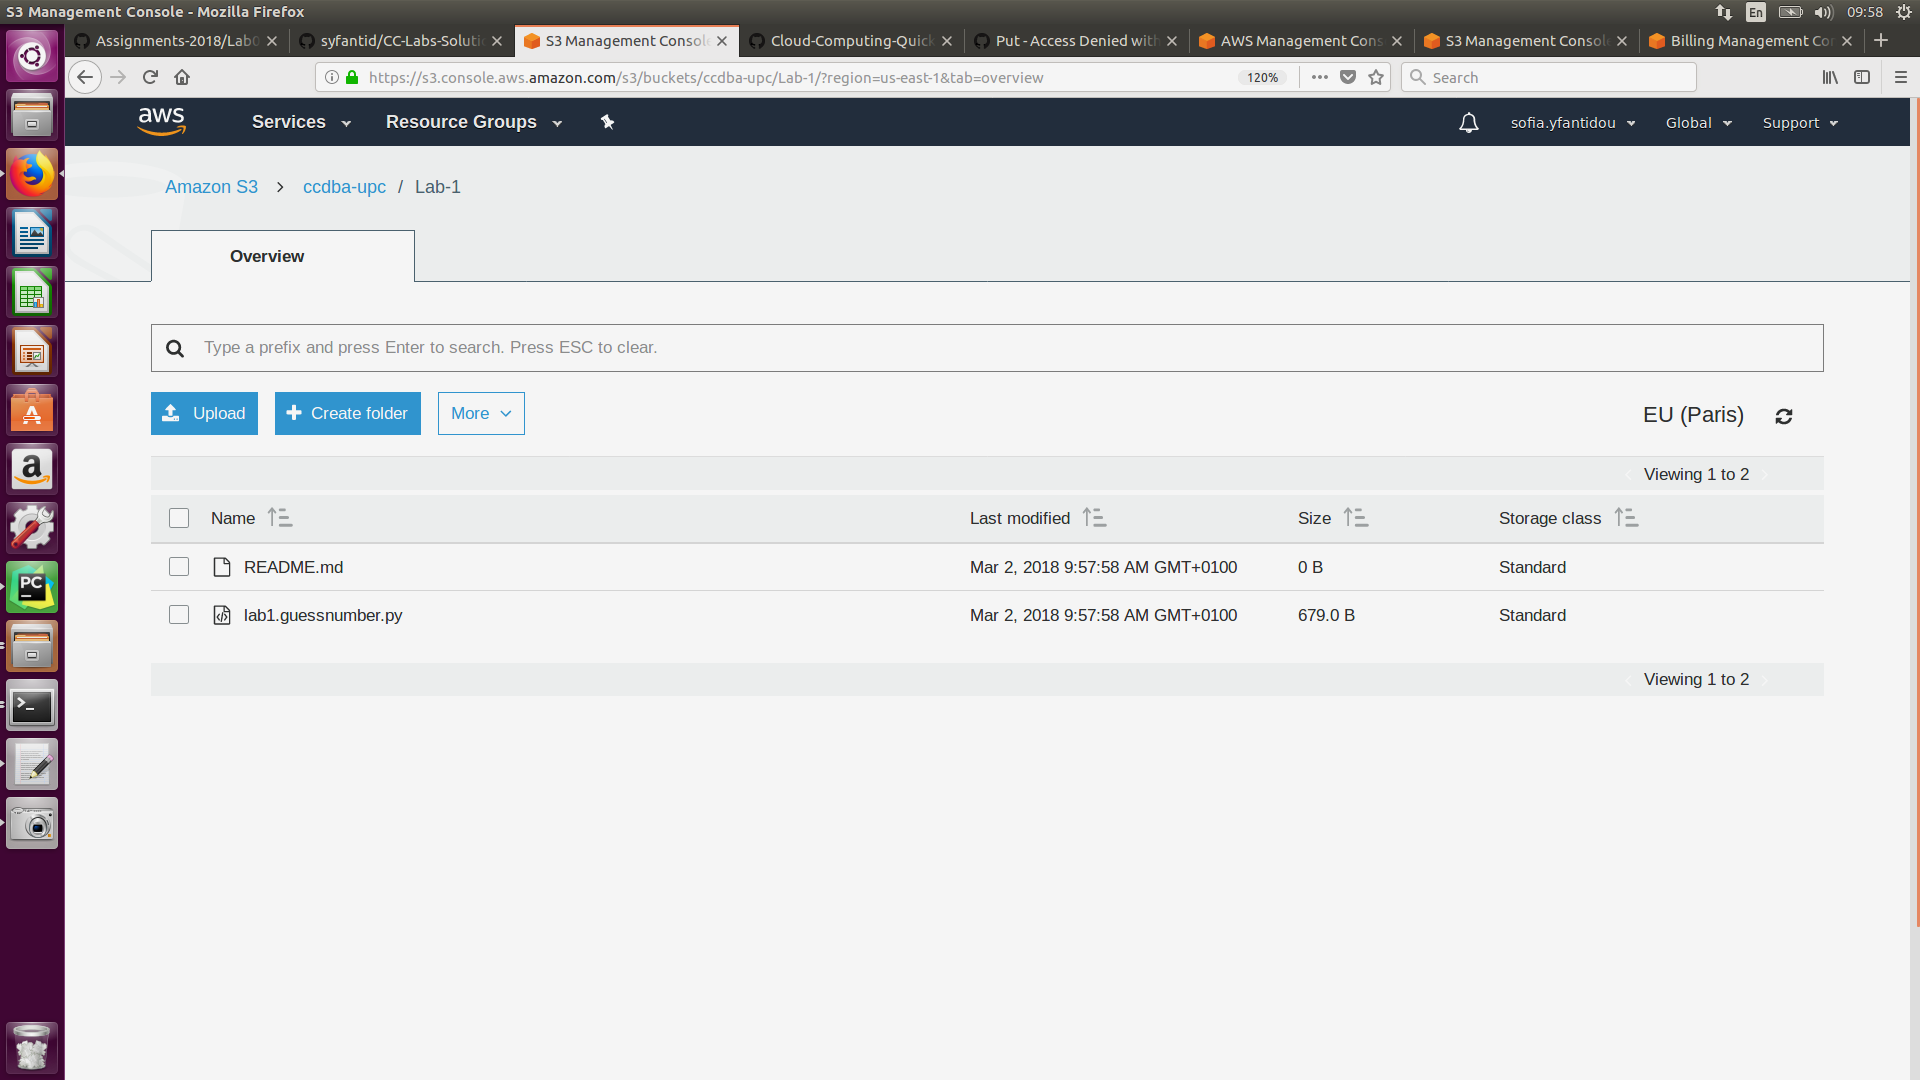 S3 Management Console - Mozilla Firefox
En
09:58
Assignments-2018/Lab0
syfantid/CC-Labs-Soluti
S3 Management Console
Cloud-Computing-Quick
Put - Access Denied with
AWS Management Cons
S3 Management Console
Billing Management Con
https://s3.console.aws.amazon.com/s3/buckets/ccdba-upc/Lab-1/?region=us-east-1&tab=overview
120%
Search
aws
Services
Resource Groups
sofia.yfantidou
Global
Support
Amazon S3 > ccdba-upc / Lab-1
Overview
Type a prefix and press Enter to search. Press ESC to clear.
Upload
Create folder
More
EU (Paris)
Viewing 1 to 2
Name Last modified Size Storage class
README.md Mar 2, 2018 9:57:58 AM GMT+0100 0 B Standard
lab1.guessnumber.py Mar 2, 2018 9:57:58 AM GMT+0100 679.0 B Standard
Viewing 1 to 2
PC